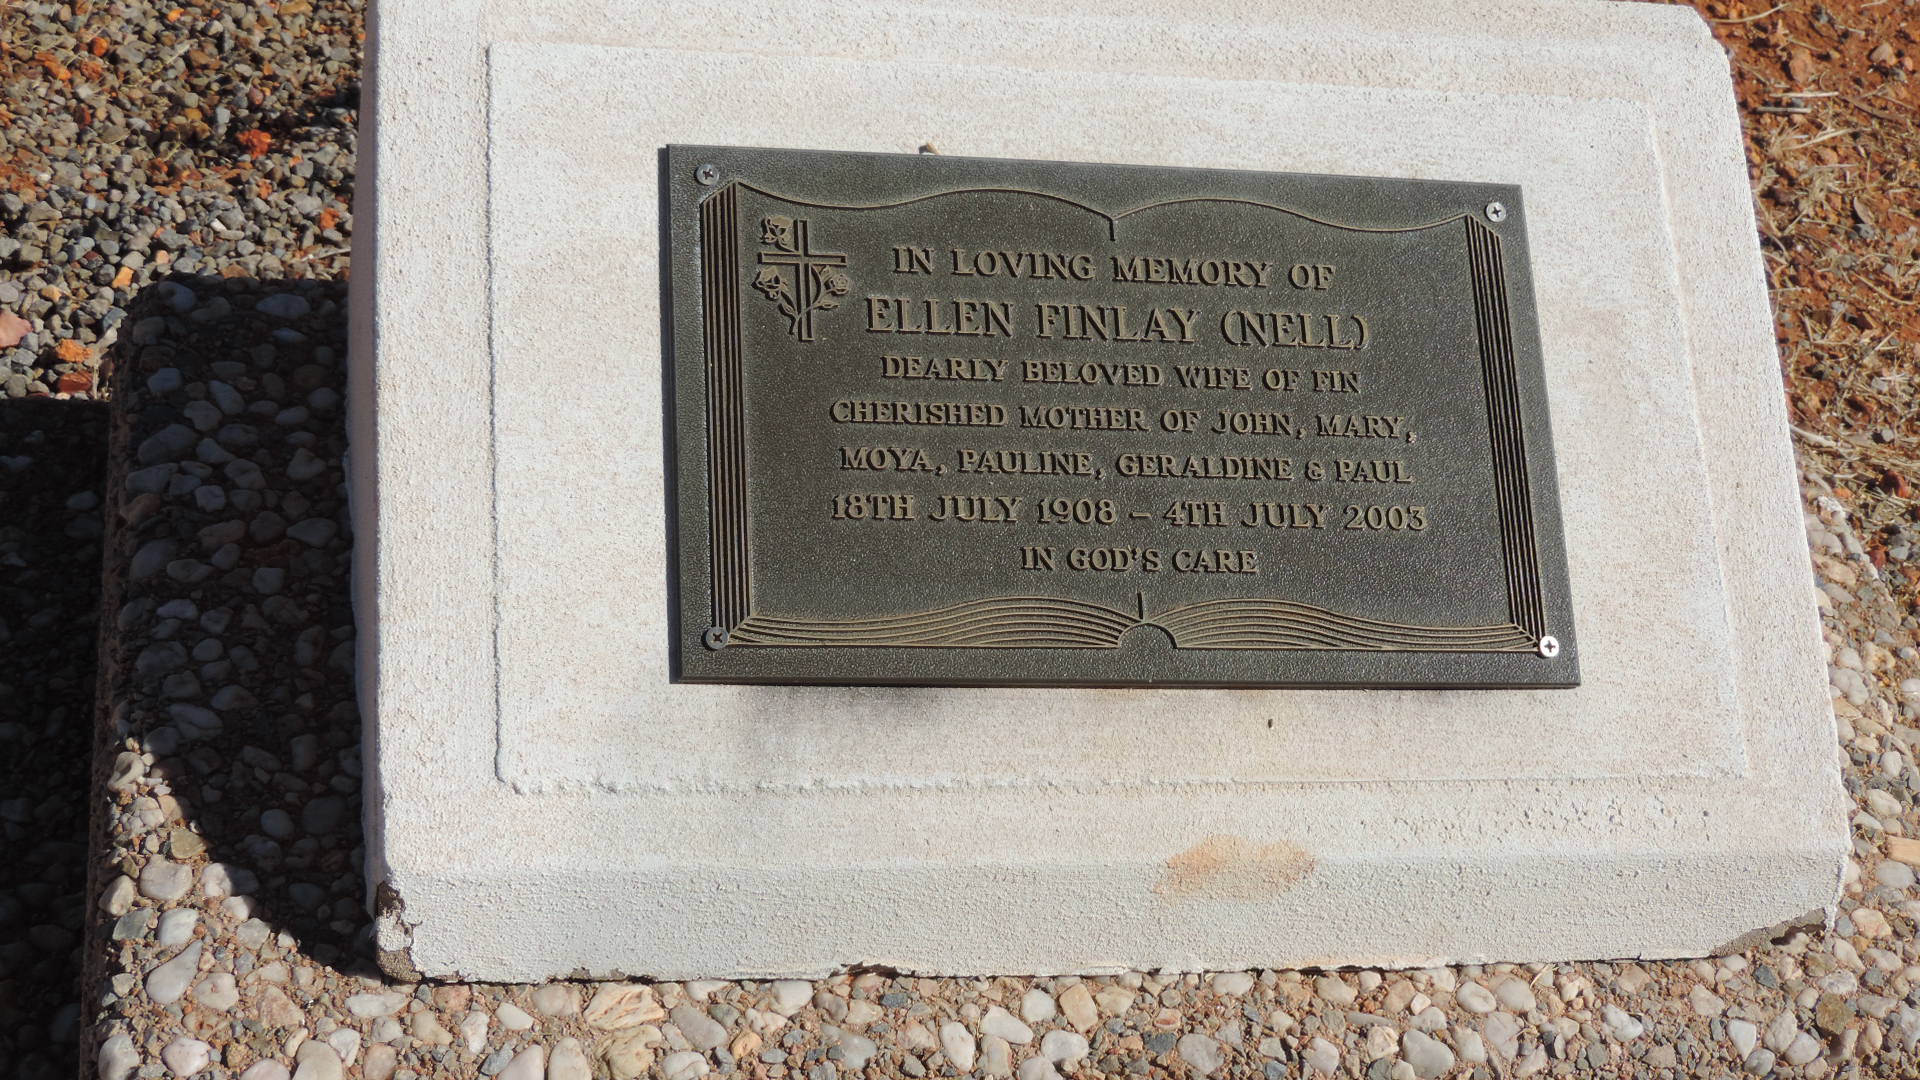 IN LOVING MEMORY OF
ELLEN FINLAY (NELL)
DEARLY BELOVED WIFE OF FIN
CHERISHED MOTHER OF JOHN, MARY,
MOYA, PAULINE, GERALDINE & PAUL
18TH JULY 1908 – 4TH JULY 2003
IN GOD'S CARE